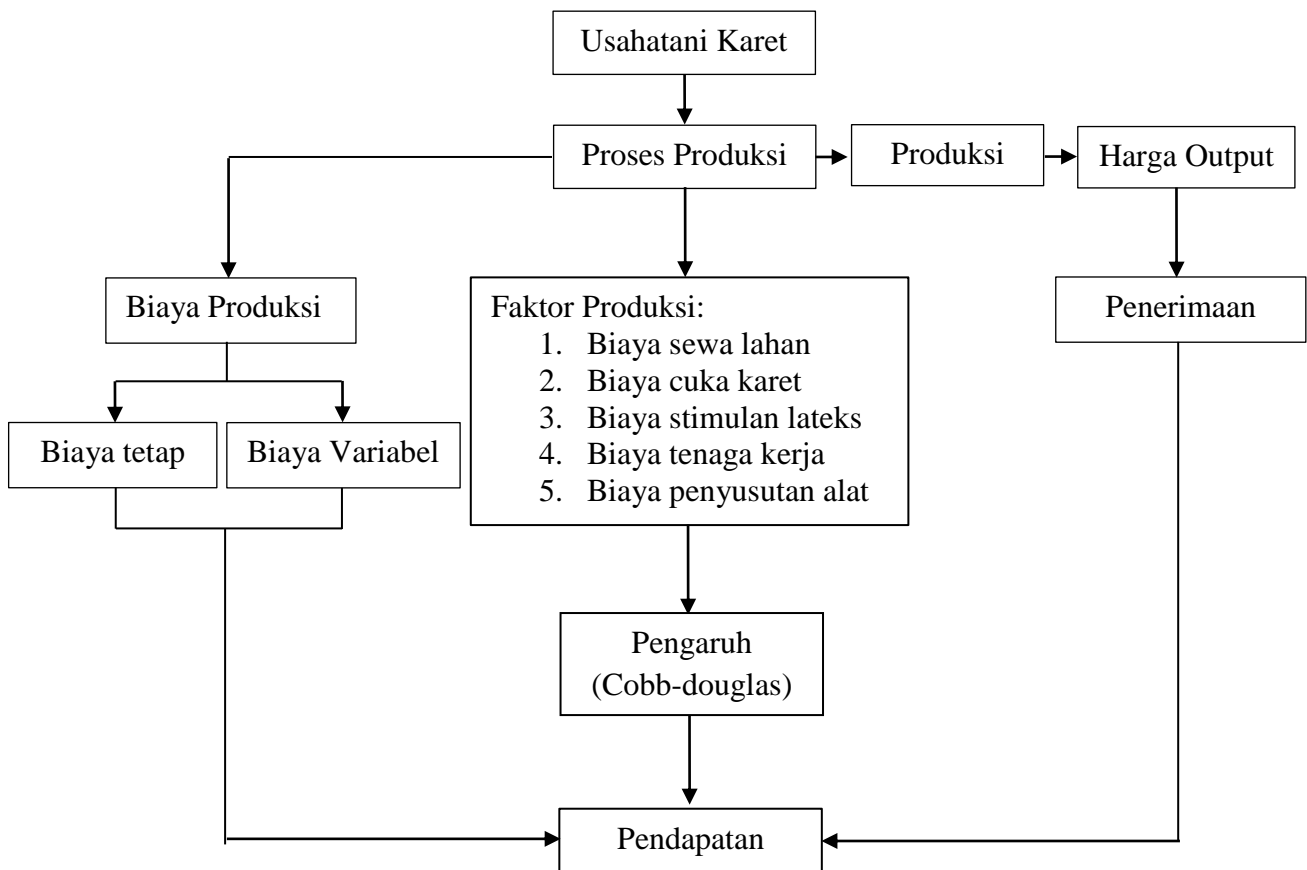 Usahatani Karet
Proses Produksi
Produksi
Harga Output
Biaya Produksi
Faktor Produksi:
1. Biaya sewa lahan
2. Biaya cuka karet
3. Biaya stimulan lateks
4. Biaya tenaga kerja
5. Biaya penyusutan alat
Penerimaan
Biaya tetap
Biaya Variabel
Pengaruh
(Cobb-douglas)
Pendapatan